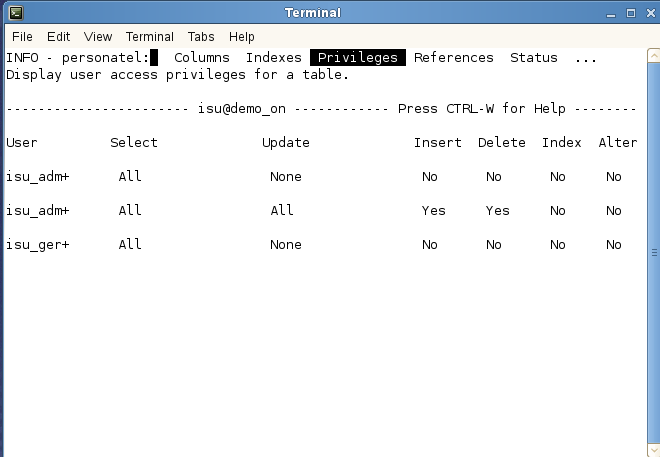 Terminal
File Edit View Terminal Tabs Help
INFO - personatel: Columns Indexes Privileges References Status ...
Display user access privileges for a table.
----------------------- isu@demo_on ------------ Press CTRL-W for Help --------
User Select Update Insert Delete Index Alter
isu_adm+ All None No No No No
isu_adm+ All All Yes Yes No No
isu_ger+ All None No No No No